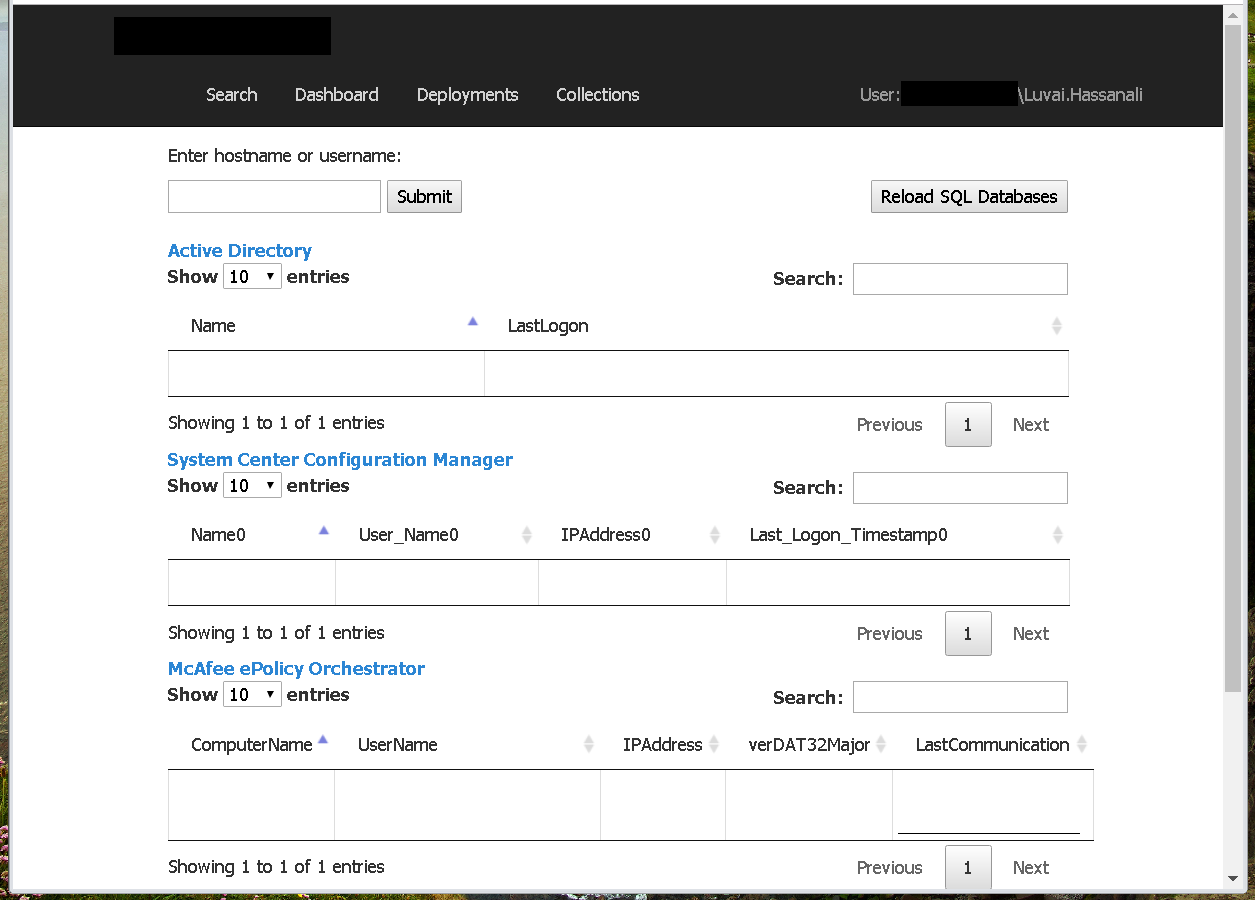 Search Dashboard Deployments Collections User: \Luvai.Hassanali
Enter hostname or username:
Submit Reload SQL Databases
Active Directory
Show 10 entries Search:
Name LastLogon
Showing 1 to 1 of 1 entries Previous 1 Next
System Center Configuration Manager
Show 10 entries Search:
Name0 User_Name0 IPAddress0 Last_Logon_Timestamp0
Showing 1 to 1 of 1 entries Previous 1 Next
McAfee ePolicy Orchestrator
Show 10 entries Search:
ComputerName UserName IPAddress verDAT32Major LastCommunication
Showing 1 to 1 of 1 entries Previous 1 Next